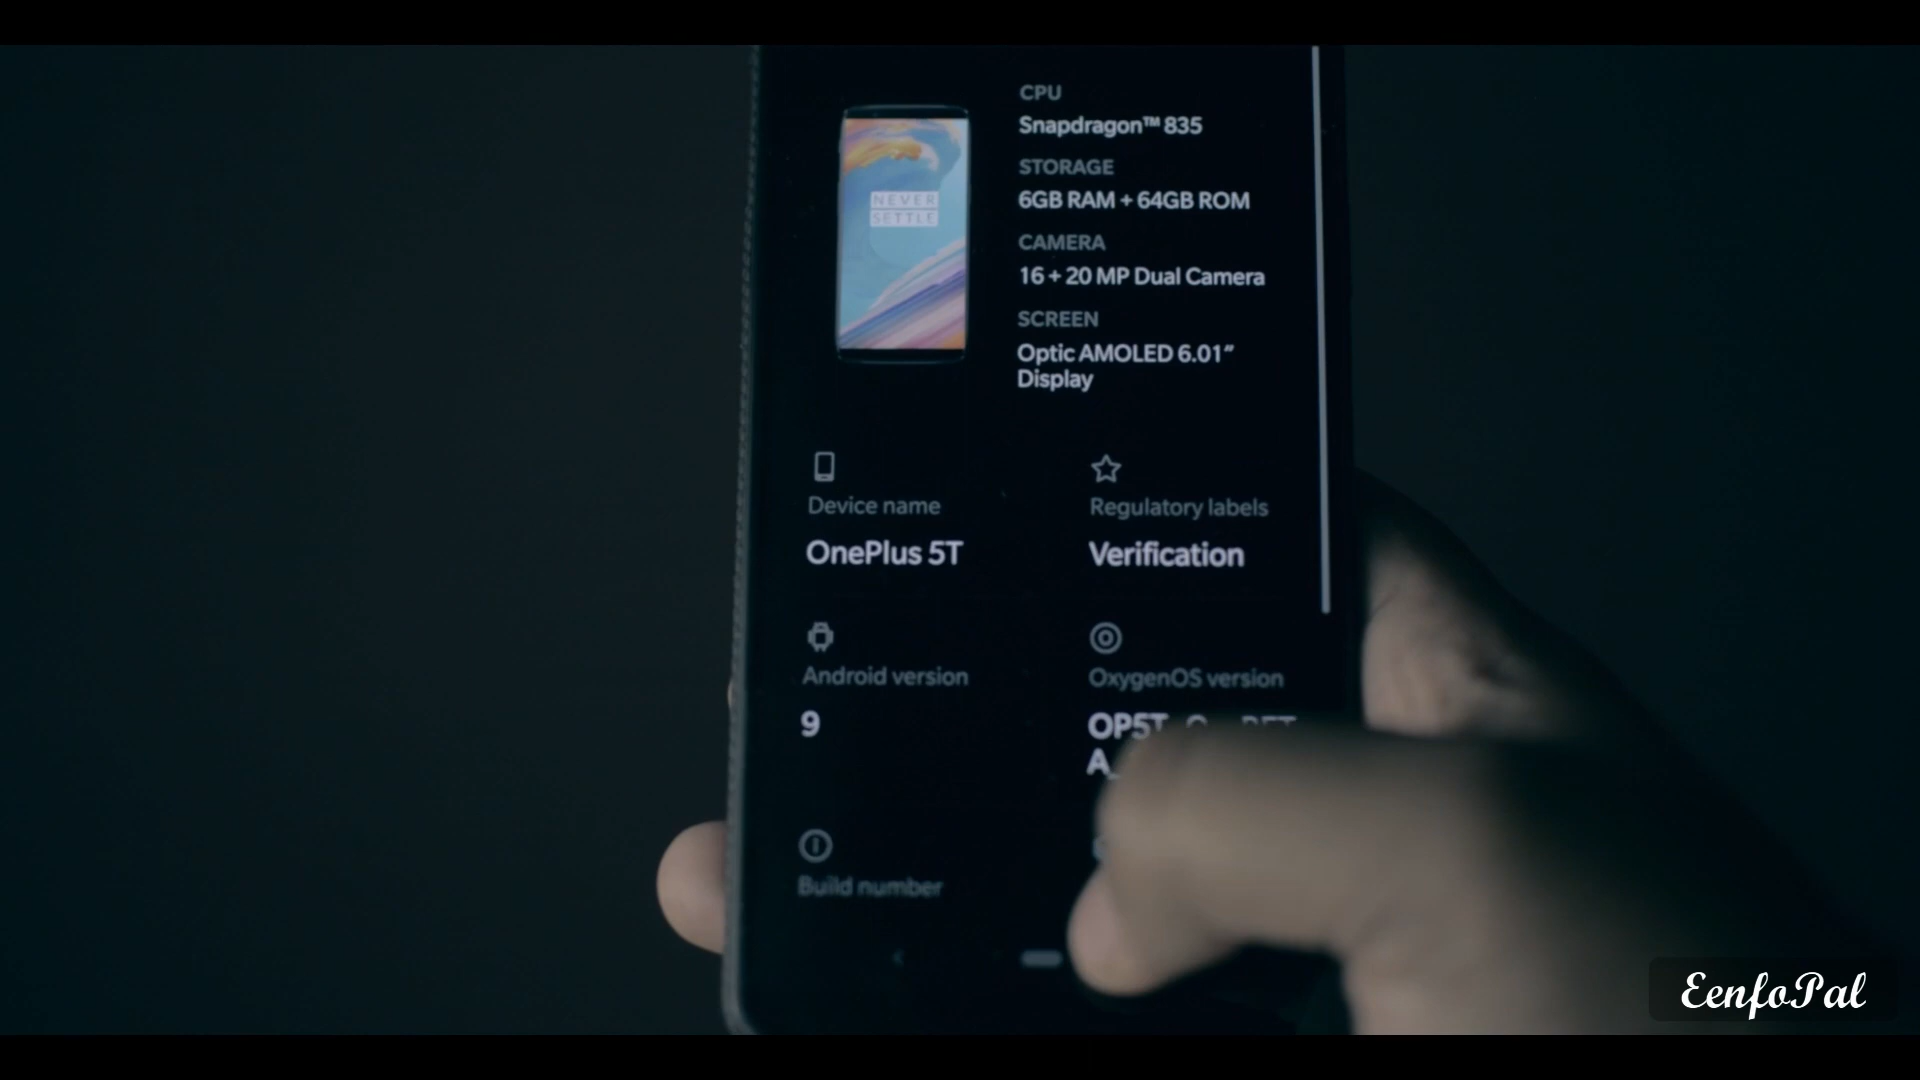 CPU
Snapdragon™ 835
STORAGE
6GB RAM + 64GB ROM
CAMERA
16 + 20 MP Dual Camera
SCREEN
Optic AMOLED 6.01″
Display
NEVER
SETTLE
Device name
OnePlus 5T
Regulatory labels
Verification
Android version
9
OxygenOS version
OP5T
Build number
EenfoPal